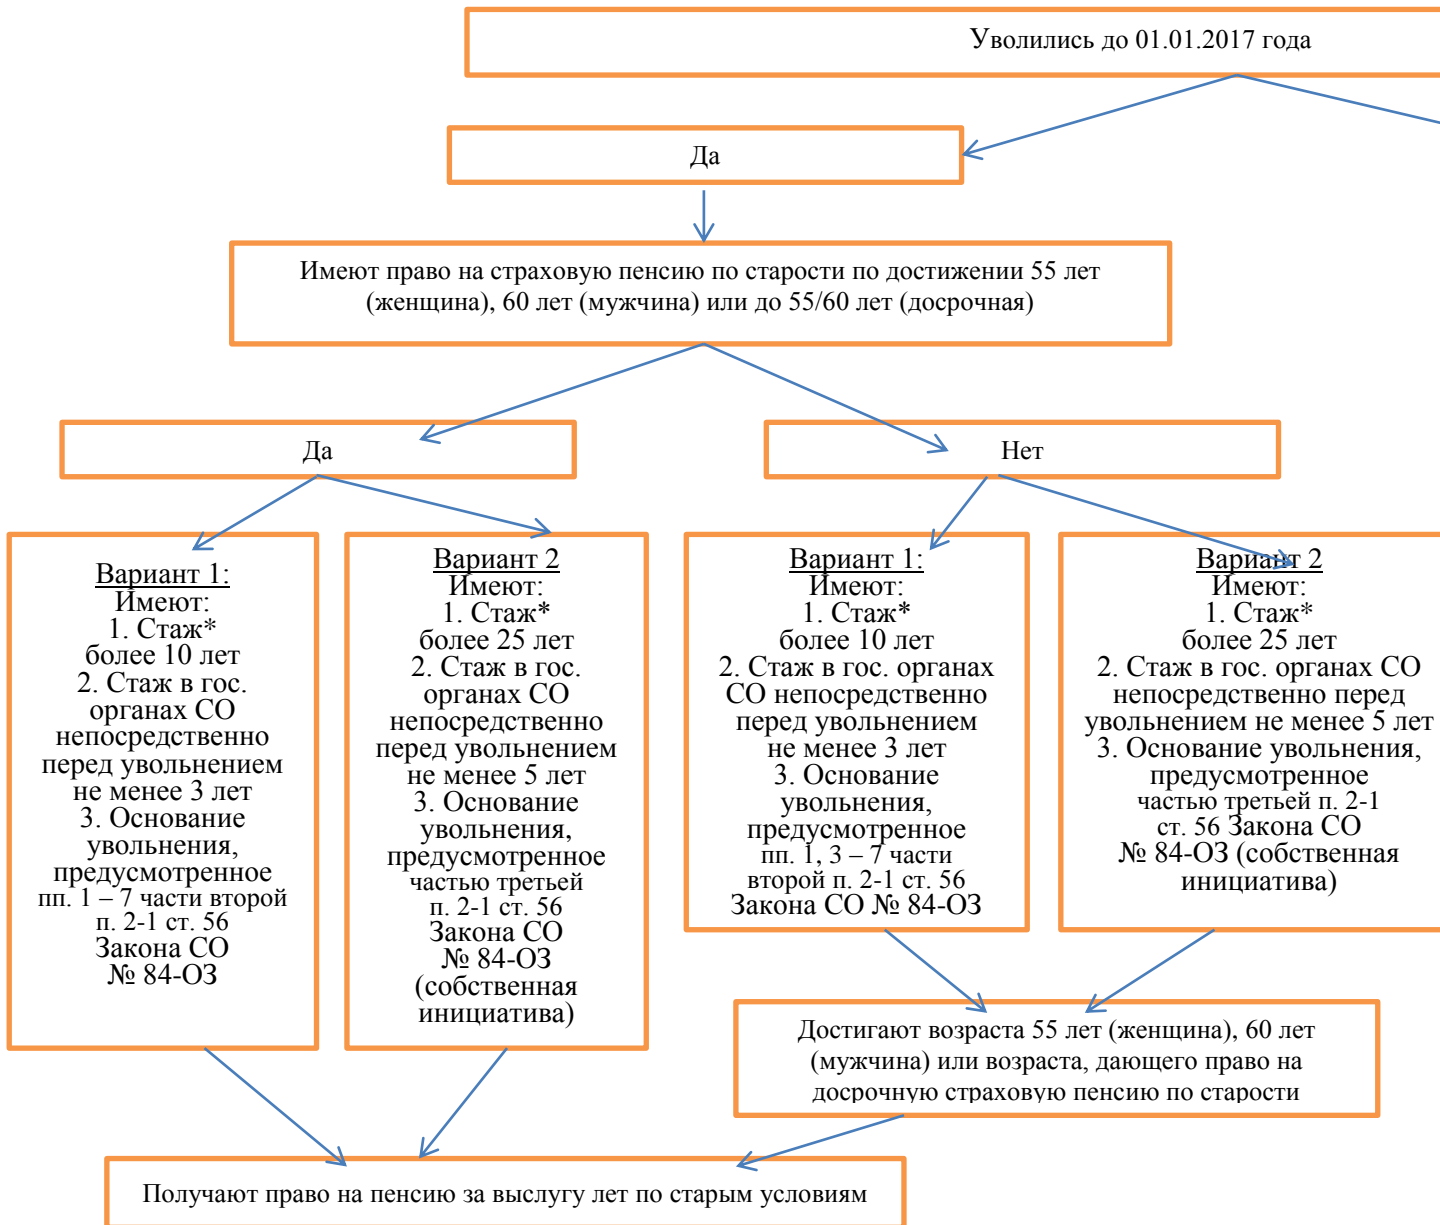 Уволились до 01.01.2017 года
Да
Имеют право на страховую пенсию по старости по достижении 55 лет
(женщина), 60 лет (мужчина) или до 55/60 лет (досрочная)
Да
Нет
Вариант 1:
Имеют:
1. Стаж*
более 10 лет
2. Стаж в гос.
органах СО
непосредственно
перед увольнением
не менее 3 лет
3. Основание
увольнения,
предусмотренное
пп. 1 – 7 части второй
п. 2-1 ст. 56
Закона СО
№ 84-ОЗ
Вариант 2
Имеют:
1. Стаж*
более 25 лет
2. Стаж в гос.
органах СО
непосредственно
перед увольнением
не менее 5 лет
3. Основание
увольнения,
предусмотренное
частью третьей
п. 2-1 ст. 56
Закона СО
№ 84-ОЗ
(собственная
инициатива)
Вариант 1:
Имеют:
1. Стаж*
более 10 лет
2. Стаж в гос. органах
СО непосредственно
перед увольнением
не менее 3 лет
3. Основание
увольнения,
предусмотренное
пп. 1, 3 – 7 части
второй п. 2-1 ст. 56
Закона СО № 84-ОЗ
Вариант 2
Имеют:
1. Стаж*
более 25 лет
2. Стаж в гос. органах СО
непосредственно перед
увольнением не менее 5 лет
3. Основание увольнения,
предусмотренное
частью третьей п. 2-1
ст. 56 Закона СО
№ 84-ОЗ (собственная
инициатива)
Достигают возраста 55 лет (женщина), 60 лет
(мужчина) или возраста, дающего право на
досрочную страховую пенсию по старости
Получают право на пенсию за выслугу лет по старым условиям